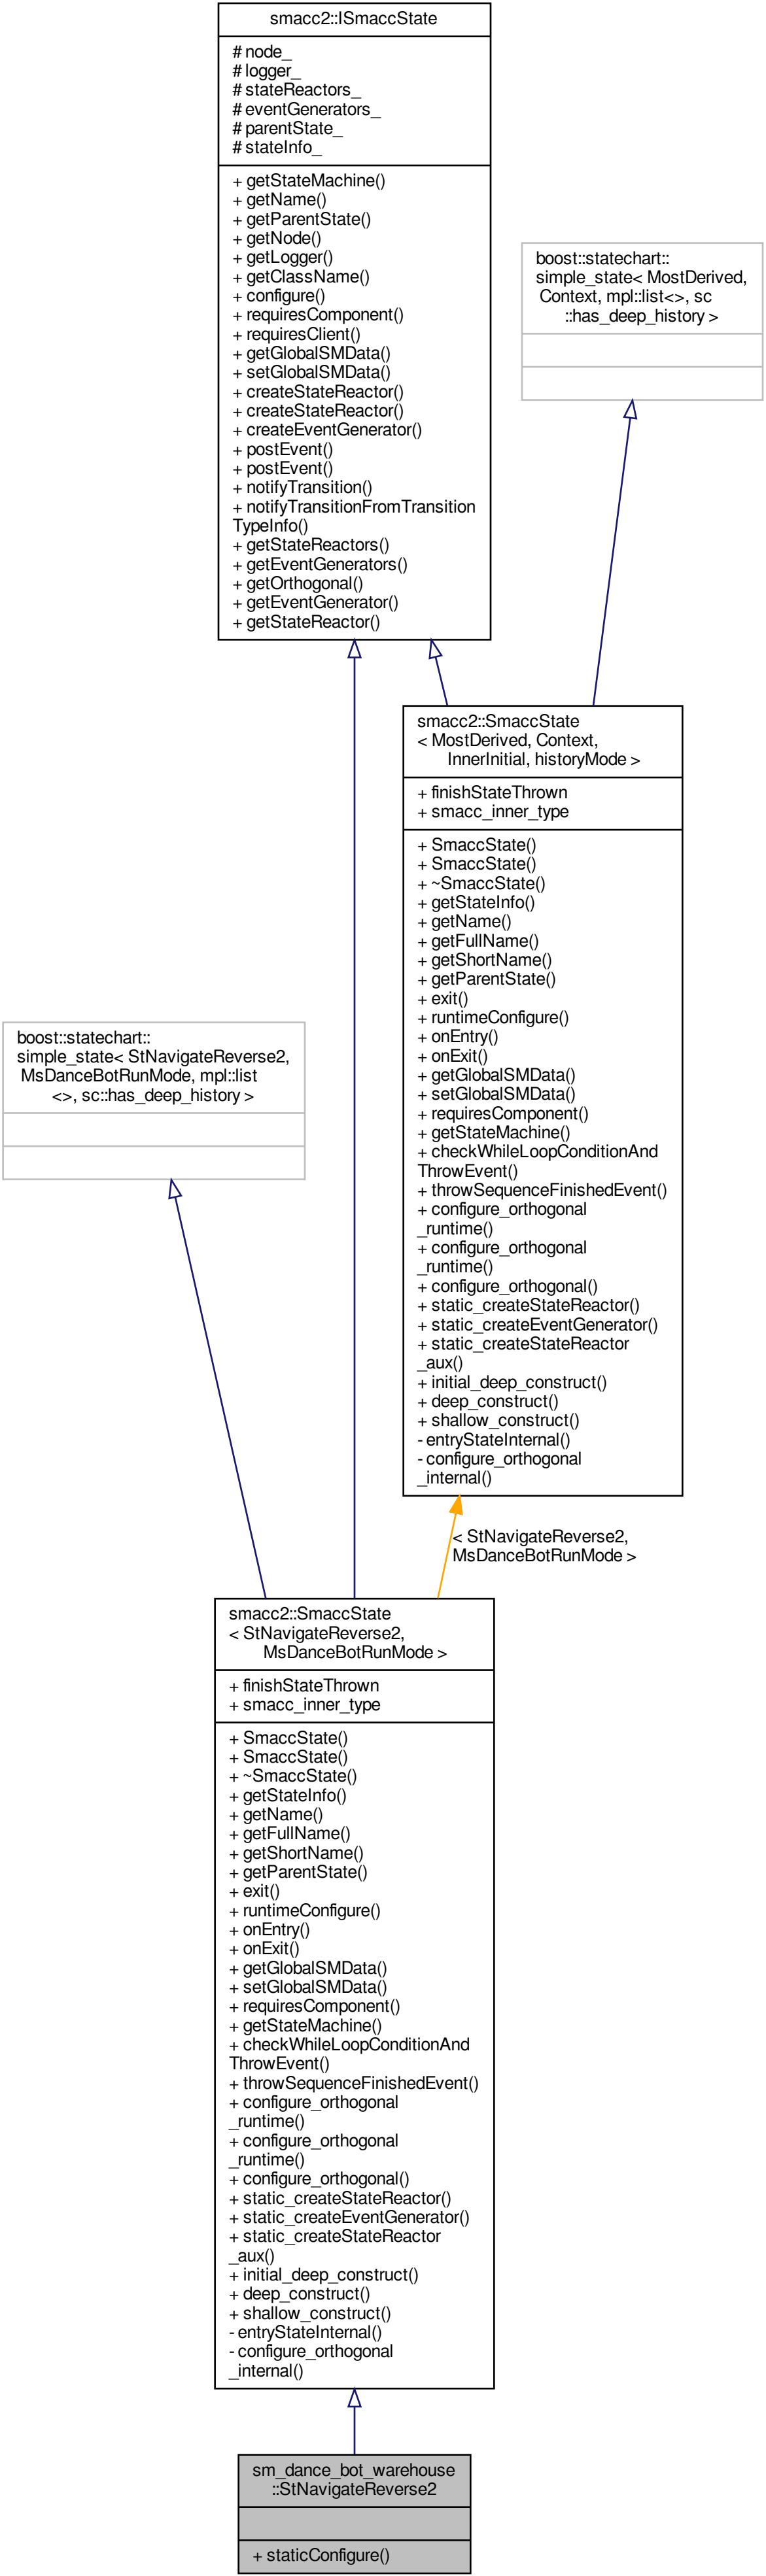 smacc2::ISmaccState
# node_
# logger_
# stateReactors_
# eventGenerators_
# parentState_
# stateInfo_
+ getStateMachine()
+ getName()
+ getParentState()
+ getNode()
+ getLogger()
+ getClassName()
+ configure()
+ requiresComponent()
+ requiresClient()
+ getGlobalSMData()
+ setGlobalSMData()
+ createStateReactor()
+ createStateReactor()
+ createEventGenerator()
+ postEvent()
+ postEvent()
+ notifyTransition()
+ notifyTransitionFromTransition
TypeInfo()
+ getStateReactors()
+ getEventGenerators()
+ getOrthogonal()
+ getEventGenerator()
+ getStateReactor()
boost::statechart::
simple_state< MostDerived,
Context, mpl::list<>, sc
::has_deep_history >
smacc2::SmaccState
< MostDerived, Context,
InnerInitial, historyMode >
+ finishStateThrown
+ smacc_inner_type
+ SmaccState()
+ SmaccState()
+ ~SmaccState()
+ getStateInfo()
+ getName()
+ getFullName()
+ getShortName()
+ getParentState()
+ exit()
+ runtimeConfigure()
+ onEntry()
+ onExit()
+ getGlobalSMData()
+ setGlobalSMData()
+ requiresComponent()
+ getStateMachine()
+ checkWhileLoopConditionAnd
ThrowEvent()
+ throwSequenceFinishedEvent()
+ configure_orthogonal
_runtime()
+ configure_orthogonal
_runtime()
+ configure_orthogonal()
+ static_createStateReactor()
+ static_createEventGenerator()
+ static_createStateReactor
_aux()
+ initial_deep_construct()
+ deep_construct()
+ shallow_construct()
- entryStateInternal()
- configure_orthogonal
_internal()
boost::statechart::
simple_state< StNavigateReverse2,
MsDanceBotRunMode, mpl::list
<>, sc::has_deep_history >
< StNavigateReverse2,
MsDanceBotRunMode >
smacc2::SmaccState
< StNavigateReverse2,
MsDanceBotRunMode >
+ finishStateThrown
+ smacc_inner_type
+ SmaccState()
+ SmaccState()
+ ~SmaccState()
+ getStateInfo()
+ getName()
+ getFullName()
+ getShortName()
+ getParentState()
+ exit()
+ runtimeConfigure()
+ onEntry()
+ onExit()
+ getGlobalSMData()
+ setGlobalSMData()
+ requiresComponent()
+ getStateMachine()
+ checkWhileLoopConditionAnd
ThrowEvent()
+ throwSequenceFinishedEvent()
+ configure_orthogonal
_runtime()
+ configure_orthogonal
_runtime()
+ configure_orthogonal()
+ static_createStateReactor()
+ static_createEventGenerator()
+ static_createStateReactor
_aux()
+ initial_deep_construct()
+ deep_construct()
+ shallow_construct()
- entryStateInternal()
- configure_orthogonal
_internal()
sm_dance_bot_warehouse
::StNavigateReverse2
+ staticConfigure()